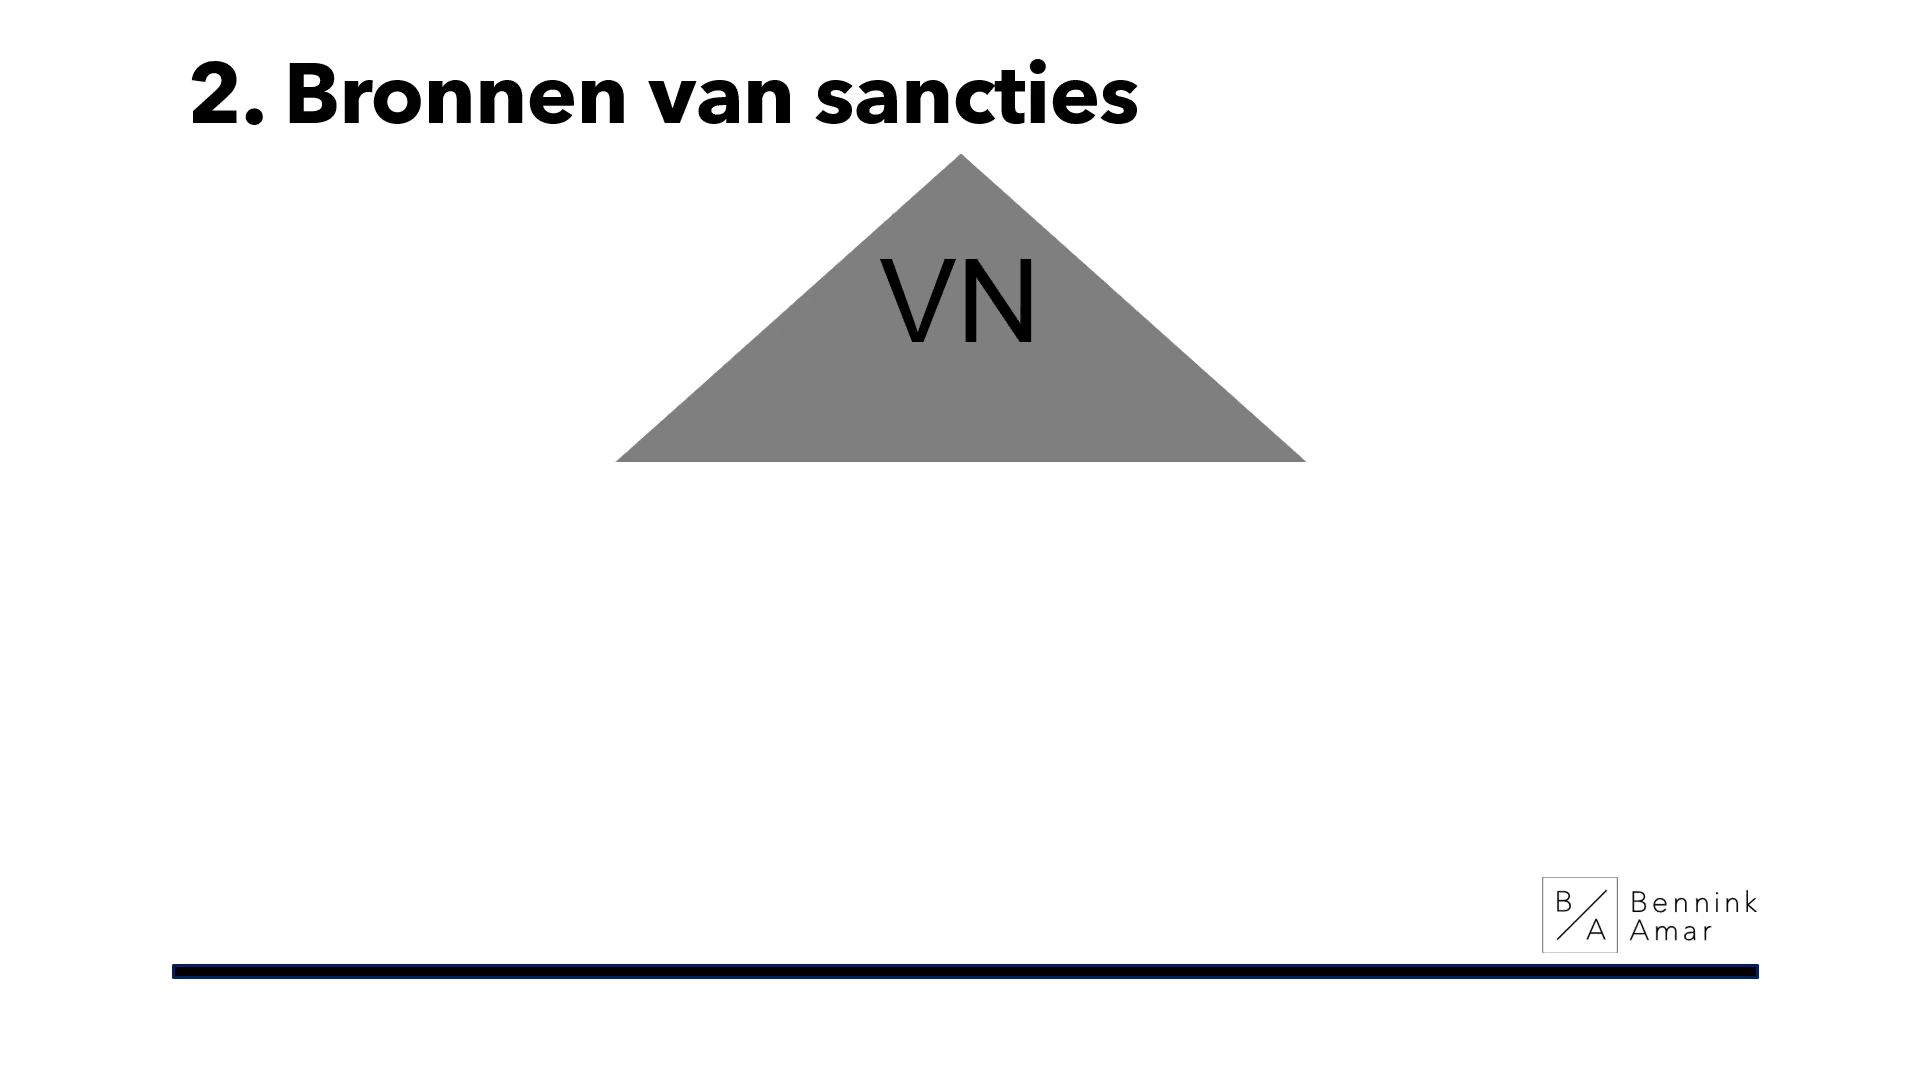 2. Bronnen van sancties
VN
B
A
Bennink
Amar